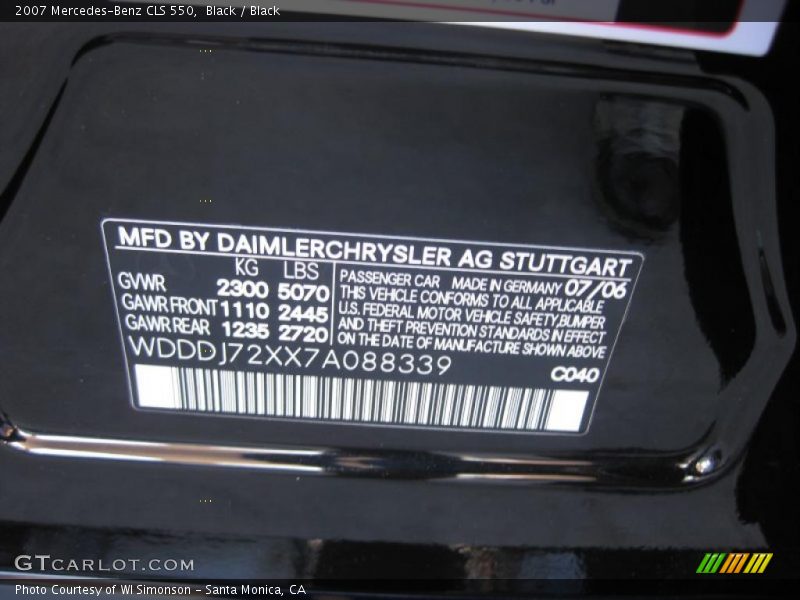 2007 Mercedes-Benz CLS 550, Black / Black
MFD BY DAIMLERCHRYSLER AG STUTTGART
KG LBS
GVWR 2300 5070
GAWR FRONT 1110 2445
GAWR REAR 1235 2720
PASSENGER CAR MADE IN GERMANY 07/06
THIS VEHICLE CONFORMS TO ALL APPLICABLE
U.S. FEDERAL MOTOR VEHICLE SAFETY BUMPER
AND THEFT PREVENTION STANDARDS IN EFFECT
ON THE DATE OF MANUFACTURE SHOWN ABOVE
WDDDJ72XX7A088339
C040
GTCARLOT.COM
Photo Courtesy of WI Simonson - Santa Monica, CA